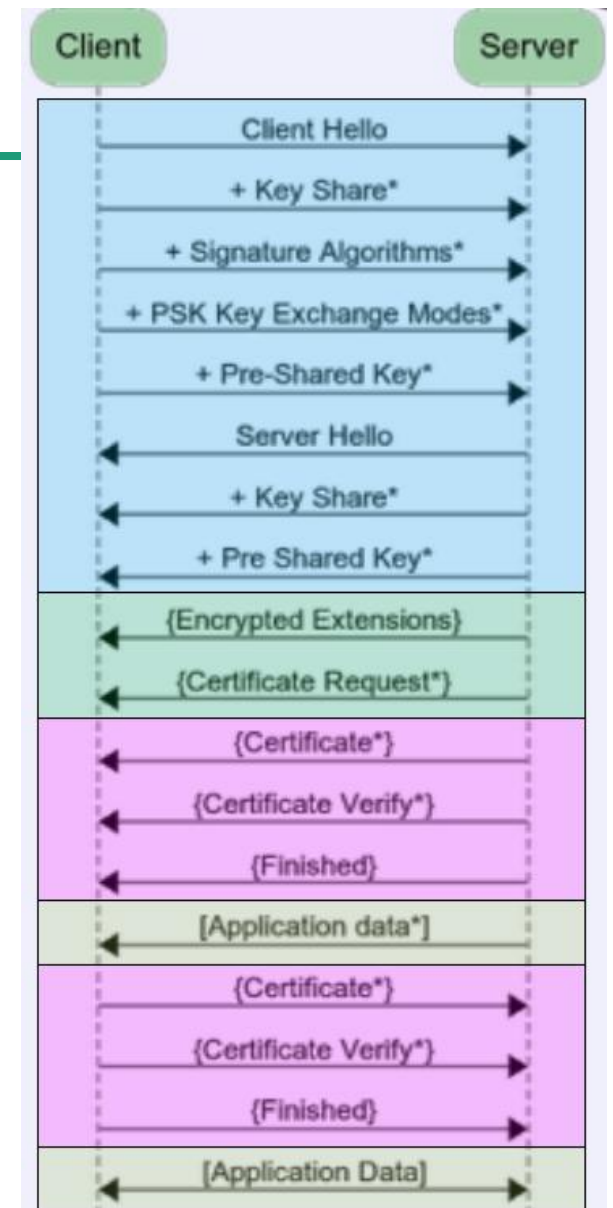 Client Server
Client Hello
+ Key Share*
+ Signature Algorithms*
+ PSK Key Exchange Modes*
+ Pre-Shared Key*
Server Hello
+ Key Share*
+ Pre Shared Key*
{Encrypted Extensions}
{Certificate Request*}
{Certificate*}
{Certificate Verify*}
{Finished}
[Application data*]
{Certificate*}
{Certificate Verify*}
{Finished}
[Application Data]